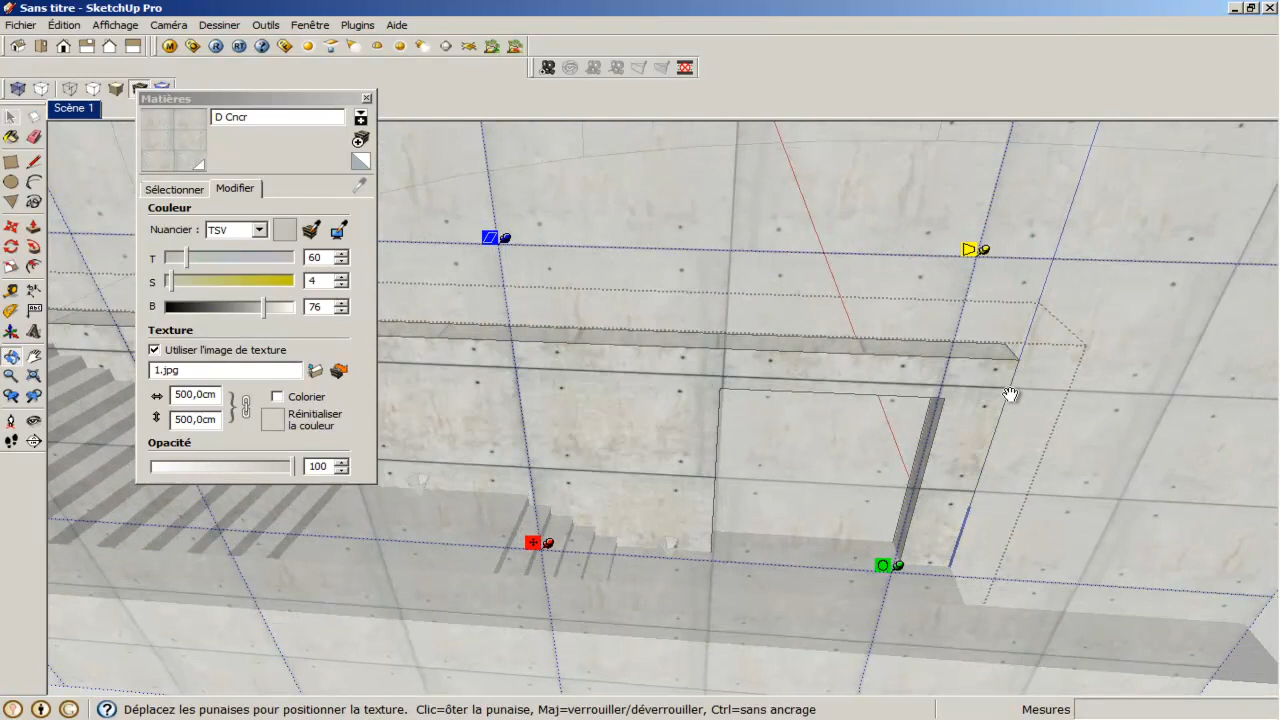 Sans titre - SketchUp Pro
Fichier Édition Affichage Caméra Dessiner Outils Fenêtre Plugins Aide
Scène 1
Matières
D Cncr
Sélectionner Modifier
Couleur
Nuancier : TSV
T 60
S 4
B 76
Texture
Utiliser l'image de texture
1.jpg
500,0cm Colorier
500,0cm Réinitialiser
la couleur
Opacité
100
Déplacez les punaises pour positionner la texture. Clic=ôter la punaise, Maj=verrouiller/déverrouiller, Ctrl=sans ancrage Mesures